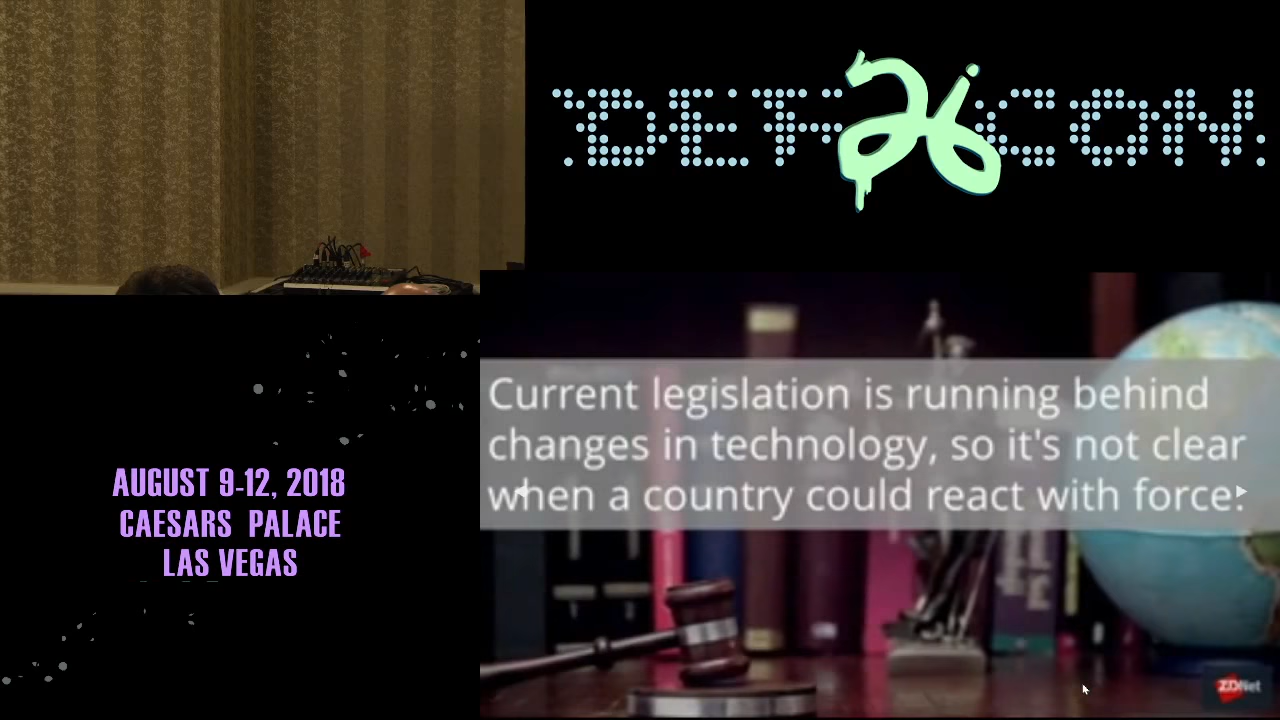 DEF 26 CON.
Current legislation is running behind
changes in technology, so it's not clear
when a country could react with force.
AUGUST 9-12, 2018
CAESARS PALACE
LAS VEGAS
ZDNet